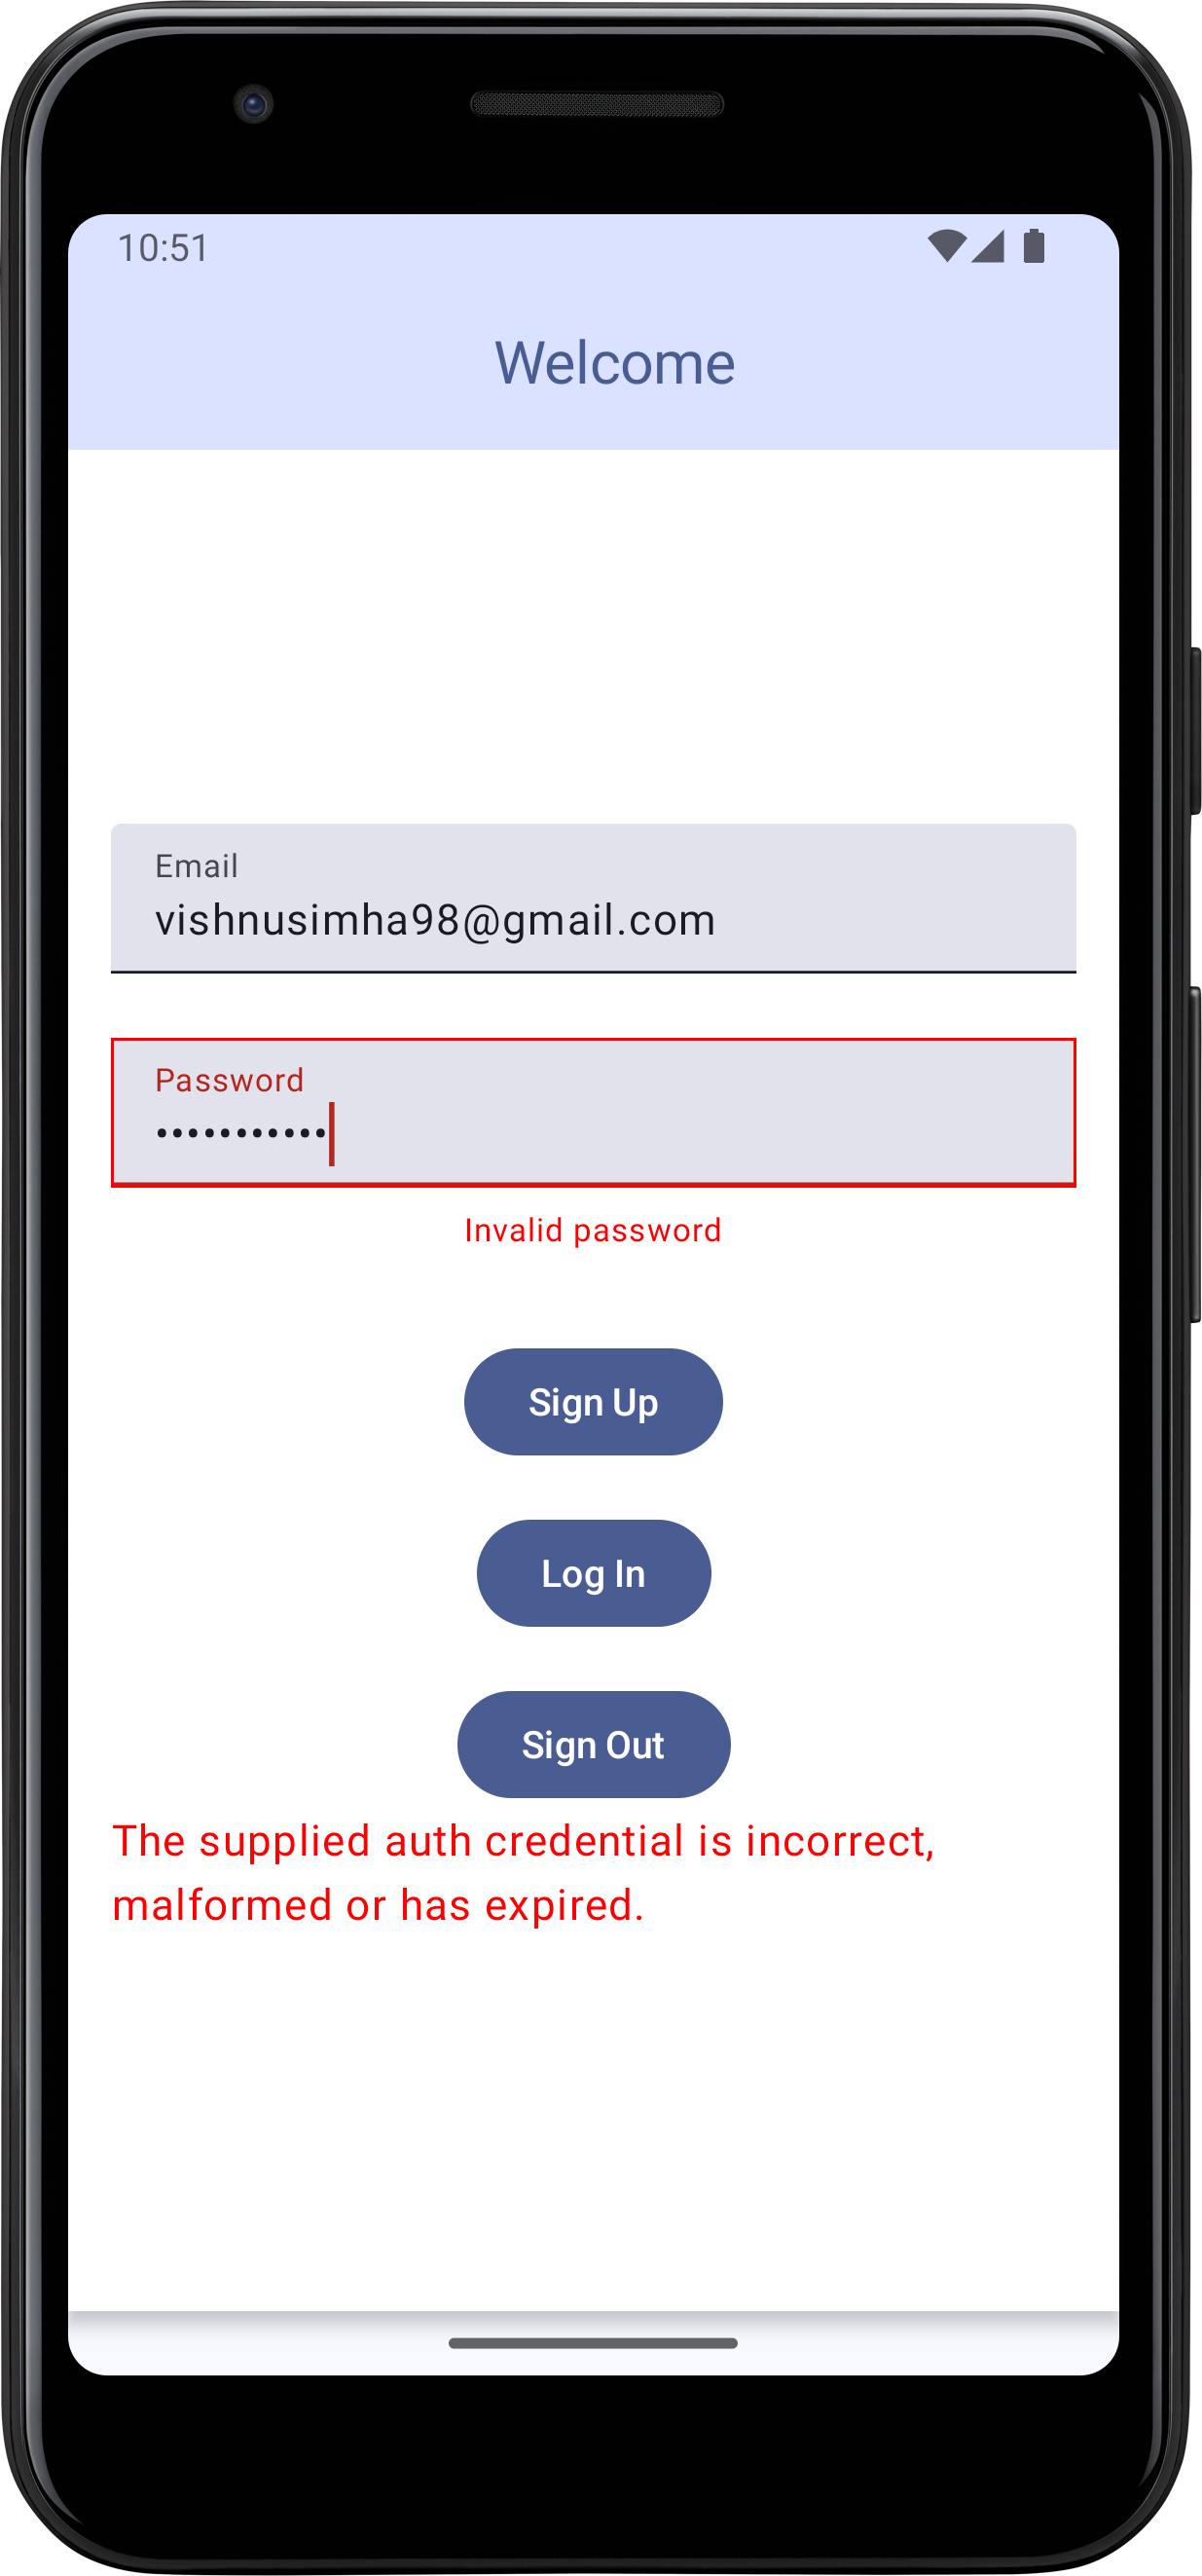 10:51
Welcome
Email
vishnusimha98@gmail.com
Password
•••••••••••
Invalid password
Sign Up
Log In
Sign Out
The supplied auth credential is incorrect,
malformed or has expired.